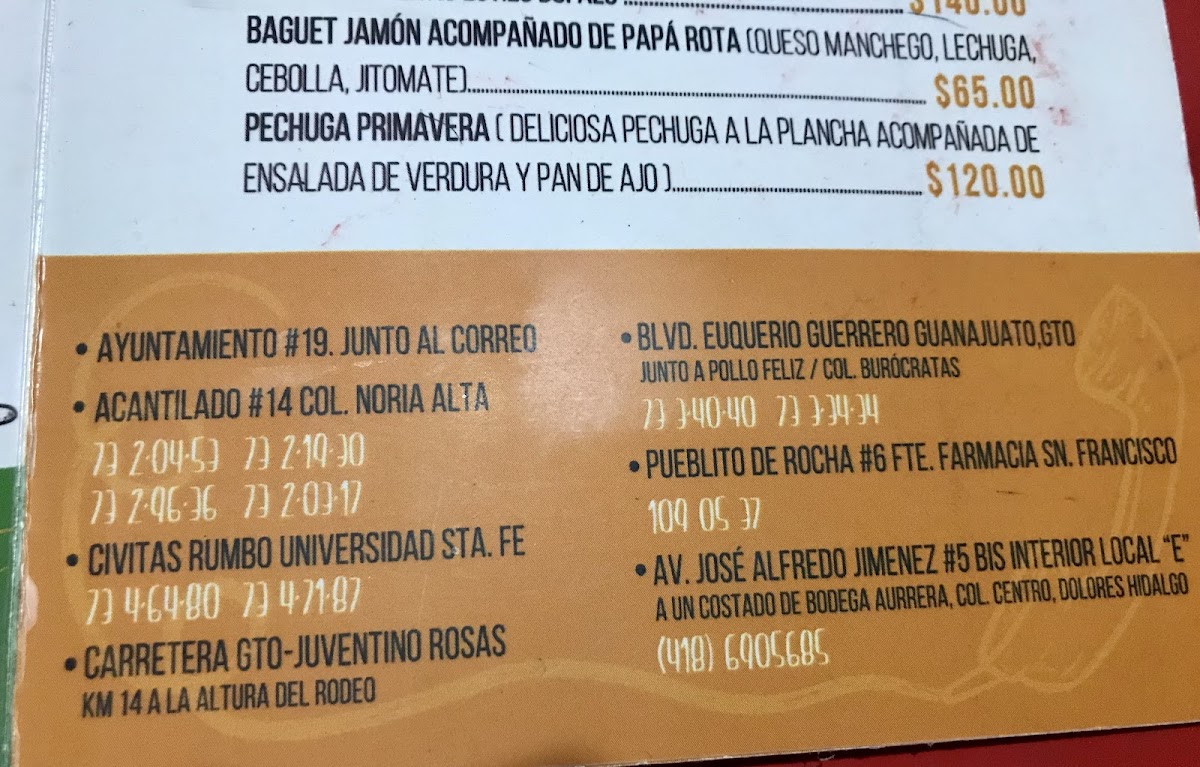 $140.00
BAGUET JAMÓN ACOMPAÑADO DE PAPÁ ROTA (QUESO MANCHEGO, LECHUGA,
CEBOLLA, JITOMATE)........ $65.00
PECHUGA PRIMAVERA ( DELICIOSA PECHUGA A LA PLANCHA ACOMPAÑADA DE
ENSALADA DE VERDURA Y PAN DE AJO )........ $120.00
• AYUNTAMIENTO #19. JUNTO AL CORREO
• ACANTILADO #14 COL. NORIA ALTA
73 2-04-53 73 2-19-30
73 2-96-36 73 2-03-17
• CIVITAS RUMBO UNIVERSIDAD STA. FE
73 4-64-80 73 4-71-87
• CARRETERA GTO-JUVENTINO ROSAS
KM 14 A LA ALTURA DEL RODEO
• BLVD. EUQUERIO GUERRERO GUANAJUATO,GTO
JUNTO A POLLO FELIZ / COL. BURÓCRATAS
73 3-40-40 73 3-34-34
• PUEBLITO DE ROCHA #6 FTE. FARMACIA SN. FRANCISCO
109 05 37
• AV. JOSÉ ALFREDO JIMENEZ #5 BIS INTERIOR LOCAL "E"
A UN COSTADO DE BODEGA AURRERA, COL. CENTRO, DOLORES HIDALGO
(418) 6905685